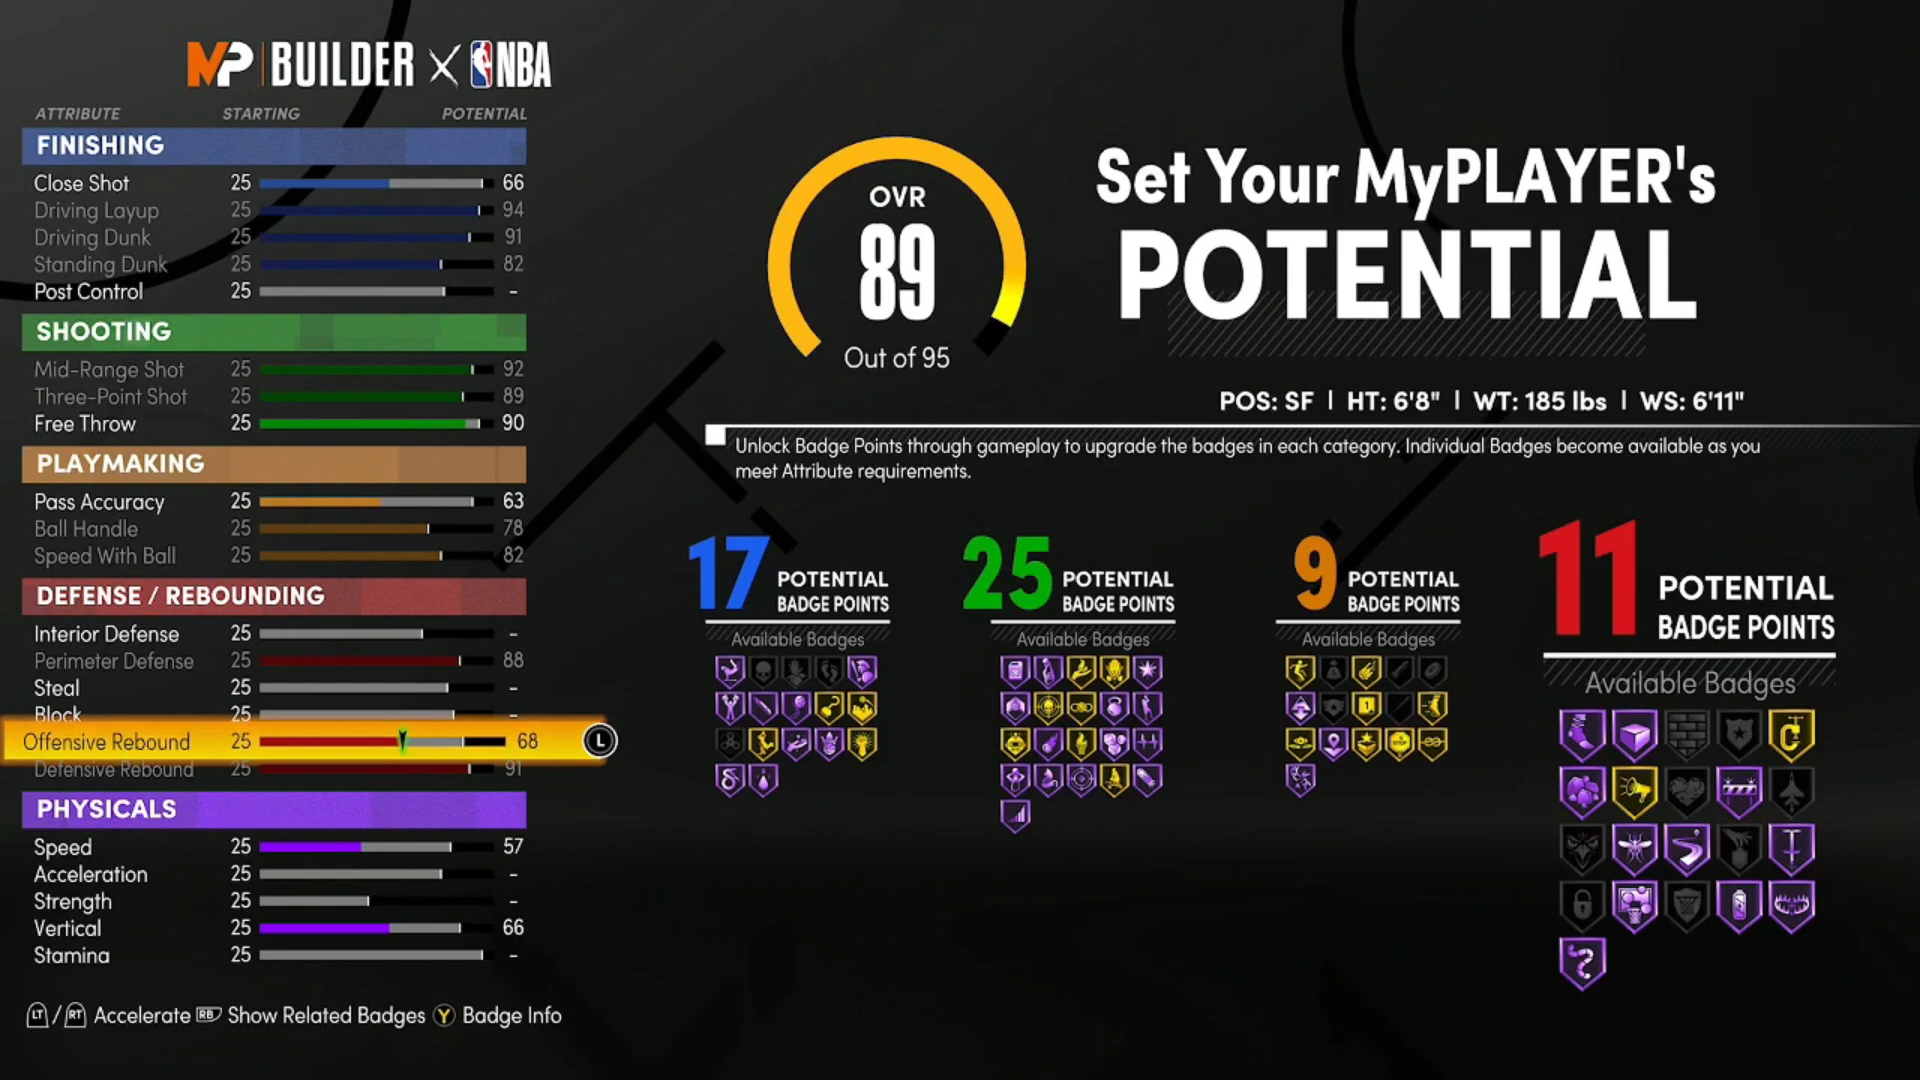 MP | BUILDER X NBA
ATTRIBUTE STARTING POTENTIAL
FINISHING
Close Shot 25 66
Driving Layup 25 94
Driving Dunk 25 91
Standing Dunk 25 82
Post Control 25 -
SHOOTING
Mid-Range Shot 25 92
Three-Point Shot 25 89
Free Throw 25 90
PLAYMAKING
Pass Accuracy 25 63
Ball Handle 25 78
Speed With Ball 25 82
DEFENSE / REBOUNDING
Interior Defense 25 -
Perimeter Defense 25 88
Steal 25 -
Block 25 -
Offensive Rebound 25 68 L
Defensive Rebound 25 91
PHYSICALS
Speed 25 57
Acceleration 25 -
Strength 25 -
Vertical 25 66
Stamina 25 -
LT / RT Accelerate RB Show Related Badges Y Badge Info
OVR
89
Out of 95
Set Your MyPLAYER's
POTENTIAL
POS: SF | HT: 6'8" | WT: 185 lbs | WS: 6'11"
Unlock Badge Points through gameplay to upgrade the badges in each category. Individual Badges become available as you
meet Attribute requirements.
17 POTENTIAL
BADGE POINTS
Available Badges
25 POTENTIAL
BADGE POINTS
Available Badges
9 POTENTIAL
BADGE POINTS
Available Badges
11 POTENTIAL
BADGE POINTS
Available Badges